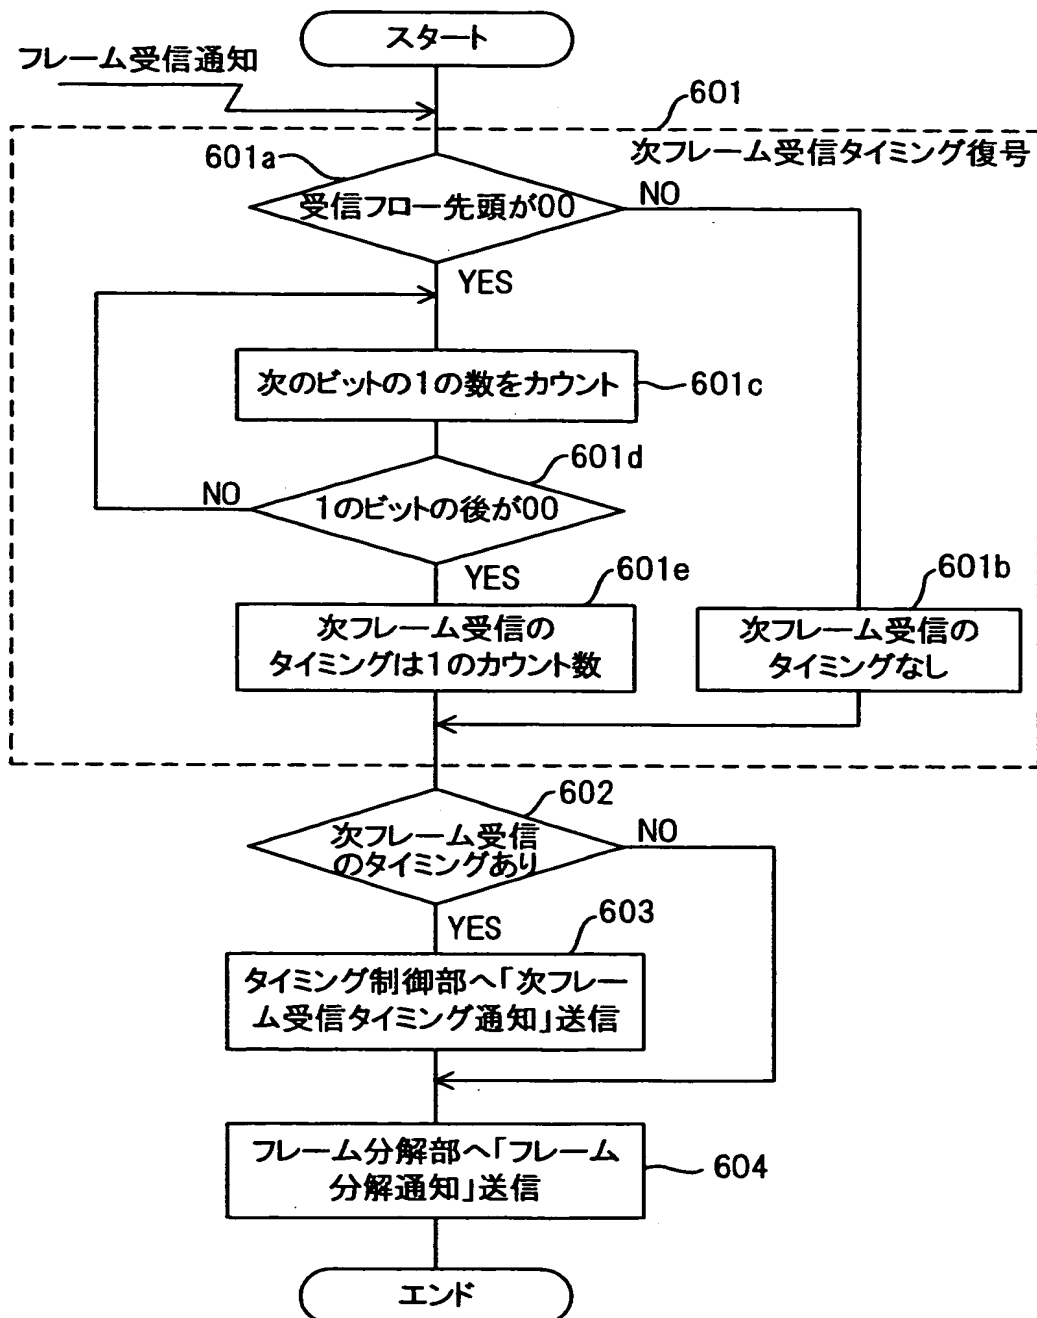 スタート
フレーム受信通知
601
次フレーム受信タイミング復号
601a
受信フロー先頭が00
NO
YES
次のビットの1の数をカウント
601c
601d
NO
1のビットの後が00
YES
601e
601b
次フレーム受信の
タイミングは1のカウント数
次フレーム受信の
タイミングなし
602
次フレーム受信
のタイミングあり
NO
YES
603
タイミング制御部へ「次フレー
ム受信タイミング通知」送信
フレーム分解部へ「フレーム
分解通知」送信
604
エンド